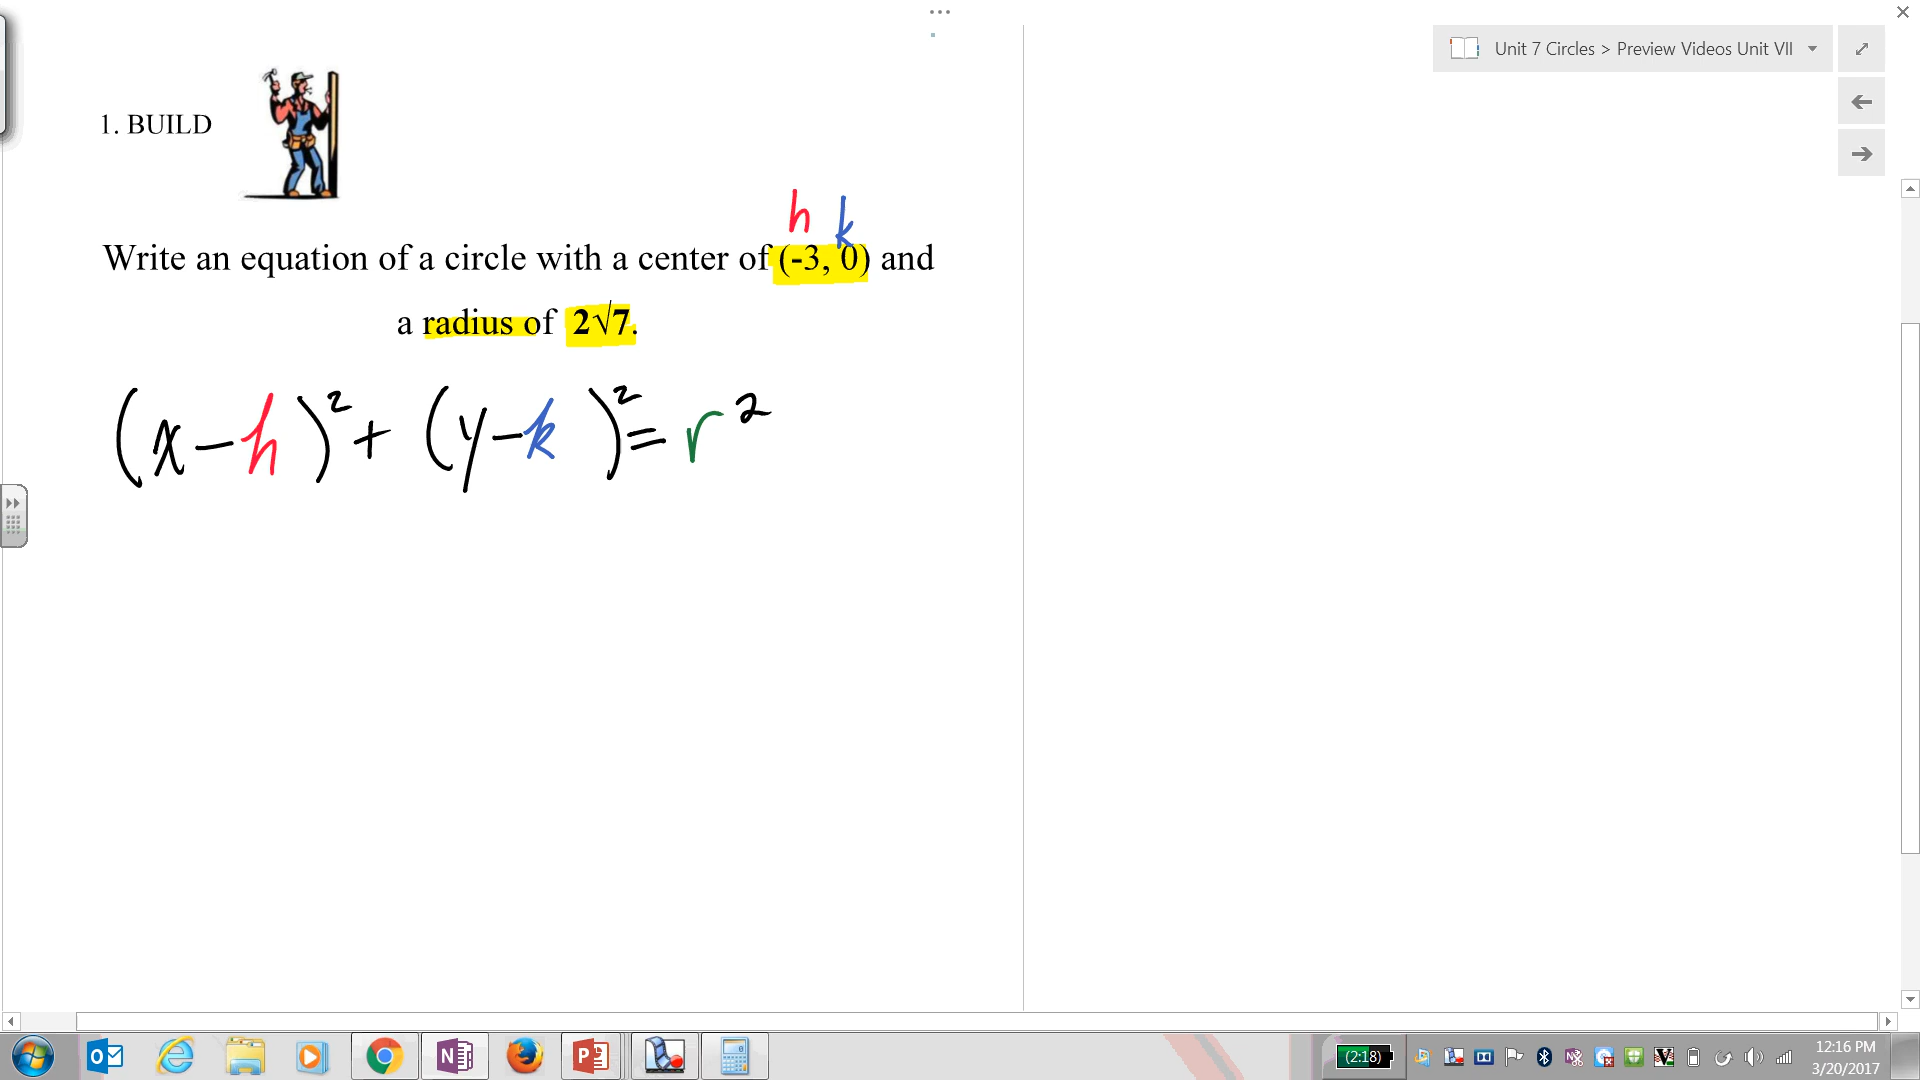 Unit 7 Circles > Preview Videos Unit VII
1. BUILD
h k
Write an equation of a circle with a center of (-3, 0) and
a radius of 2√7.
(x-h)²+(y-k)²=r²
(2:18)
12:16 PM
3/20/2017